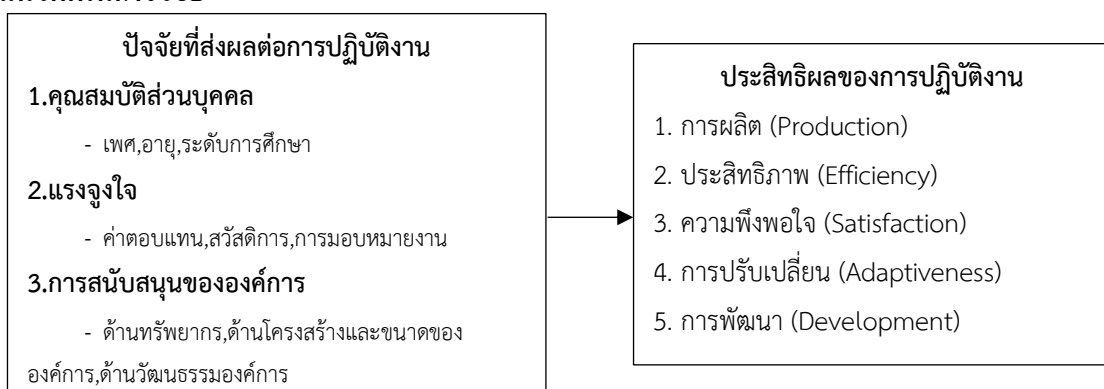 ปัจจัยที่ส่งผลต่อการปฏิบัติงาน
1.คุณสมบัติส่วนบุคคล
- เพศ,อายุ,ระดับการศึกษา
2.แรงจูงใจ
- ค่าตอบแทน,สวัสดิการ,การมอบหมายงาน
3.การสนับสนุนขององค์การ
- ด้านทรัพยากร,ด้านโครงสร้างและขนาดของ
องค์การ,ด้านวัฒนธรรมองค์การ
ประสิทธิผลของการปฏิบัติงาน
1. การผลิต (Production)
2. ประสิทธิภาพ (Efficiency)
3. ความพึงพอใจ (Satisfaction)
4. การปรับเปลี่ยน (Adaptiveness)
5. การพัฒนา (Development)